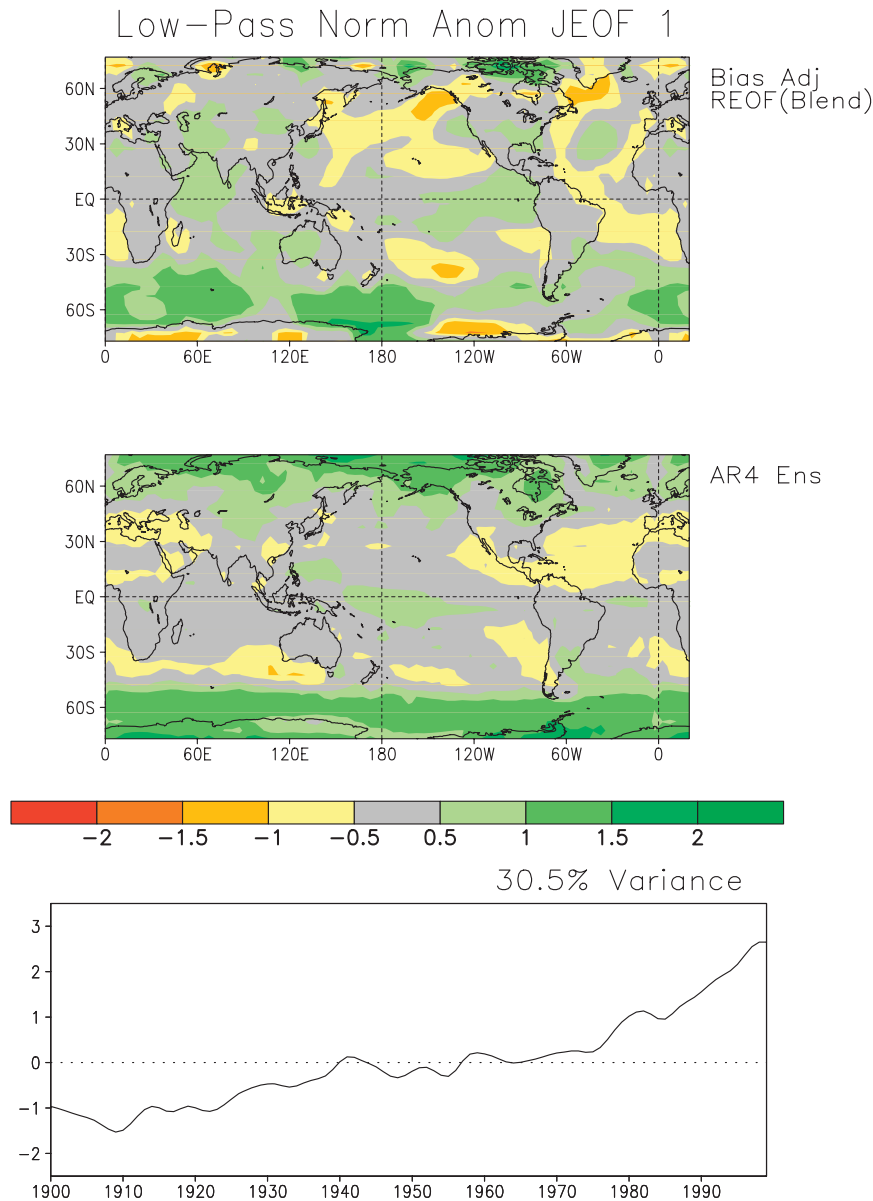 Low-Pass Norm Anom JEOF 1
Bias Adj
REOF(Blend)
60N
30N
EQ
30S
60S
0 60E 120E 180 120W 60W 0
AR4 Ens
60N
30N
EQ
30S
60S
0 60E 120E 180 120W 60W 0
-2 -1.5 -1 -0.5 0.5 1 1.5 2
30.5% Variance
3
2
1
0
-1
-2
1900 1910 1920 1930 1940 1950 1960 1970 1980 1990